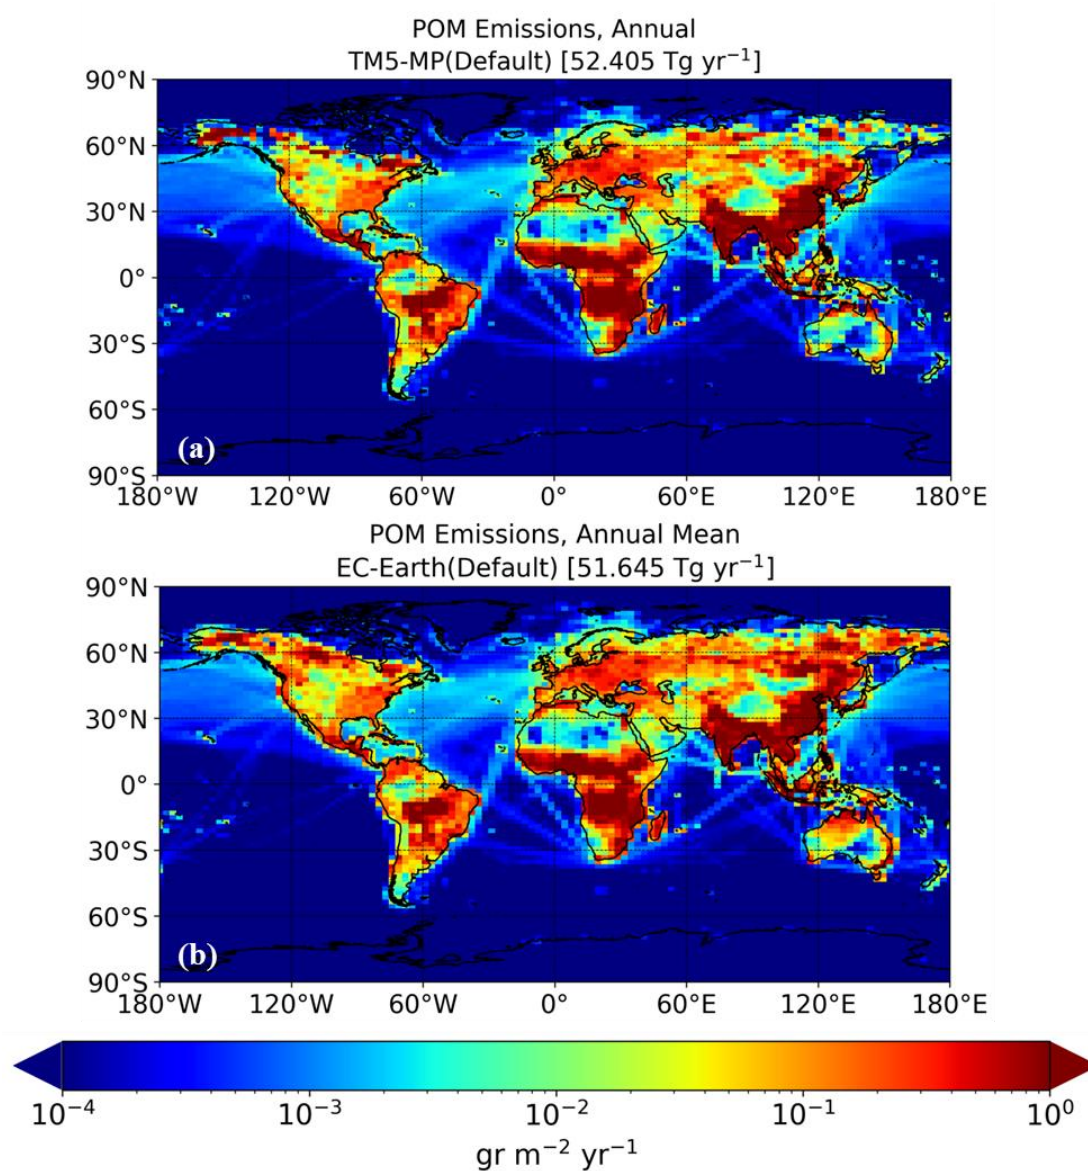 POM Emissions, Annual
TM5-MP(Default) [52.405 Tg yr⁻¹]
90°N
60°N
30°N
0°
30°S
60°S
90°S
(a)
180°W 120°W 60°W 0° 60°E 120°E 180°E
POM Emissions, Annual Mean
EC-Earth(Default) [51.645 Tg yr⁻¹]
90°N
60°N
30°N
0°
30°S
60°S
90°S
(b)
180°W 120°W 60°W 0° 60°E 120°E 180°E
10⁻⁴ 10⁻³ 10⁻² 10⁻¹ 10⁰
gr m⁻² yr⁻¹